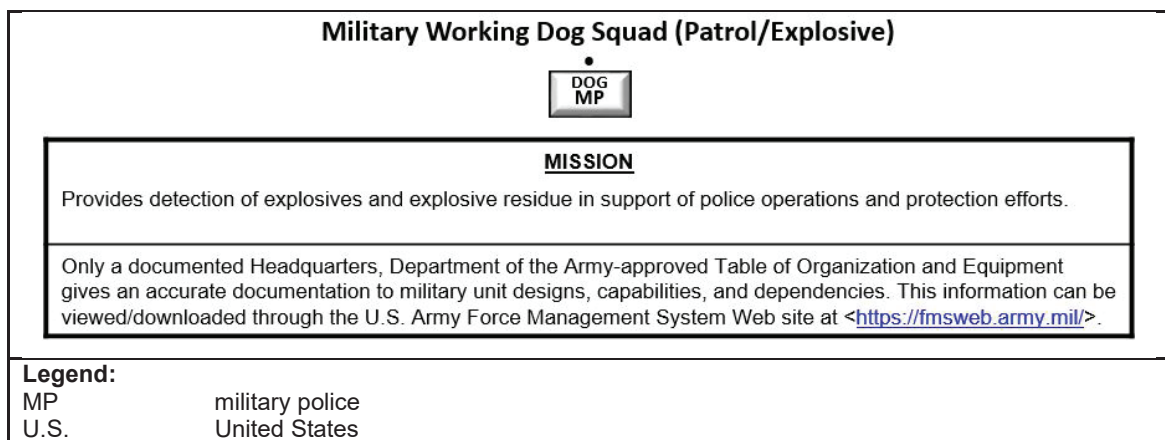 Military Working Dog Squad (Patrol/Explosive)
DOG
MP
MISSION
Provides detection of explosives and explosive residue in support of police operations and protection efforts.
Only a documented Headquarters, Department of the Army-approved Table of Organization and Equipment
gives an accurate documentation to military unit designs, capabilities, and dependencies. This information can be
viewed/downloaded through the U.S. Army Force Management System Web site at <https://fmsweb.army.mil/>.
Legend:
MP military police
U.S. United States